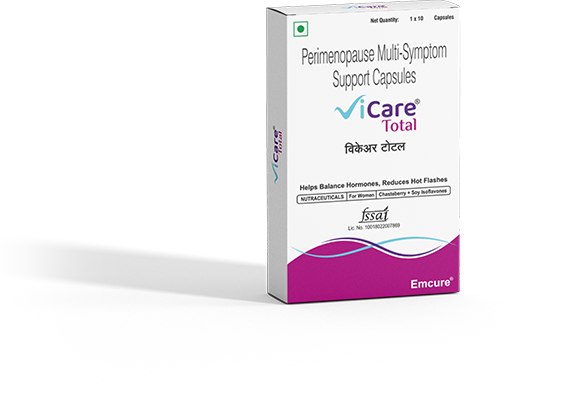 Net Quantity: 1 x 10 Capsules
Perimenopause Multi-Symptom
Support Capsules
ViCare®
Total
विकेअर टोटल
Helps Balance Hormones, Reduces Hot Flashes
NUTRACEUTICALS For Women Chasteberry + Soy Isoflavones
fssai
Lic. No. 10018022007869
Emcure®
ViCare® Total